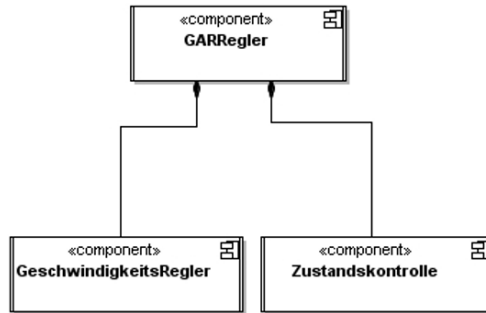 «component»
GARRegler
«component»
GeschwindigkeitsRegler
«component»
Zustandskontrolle